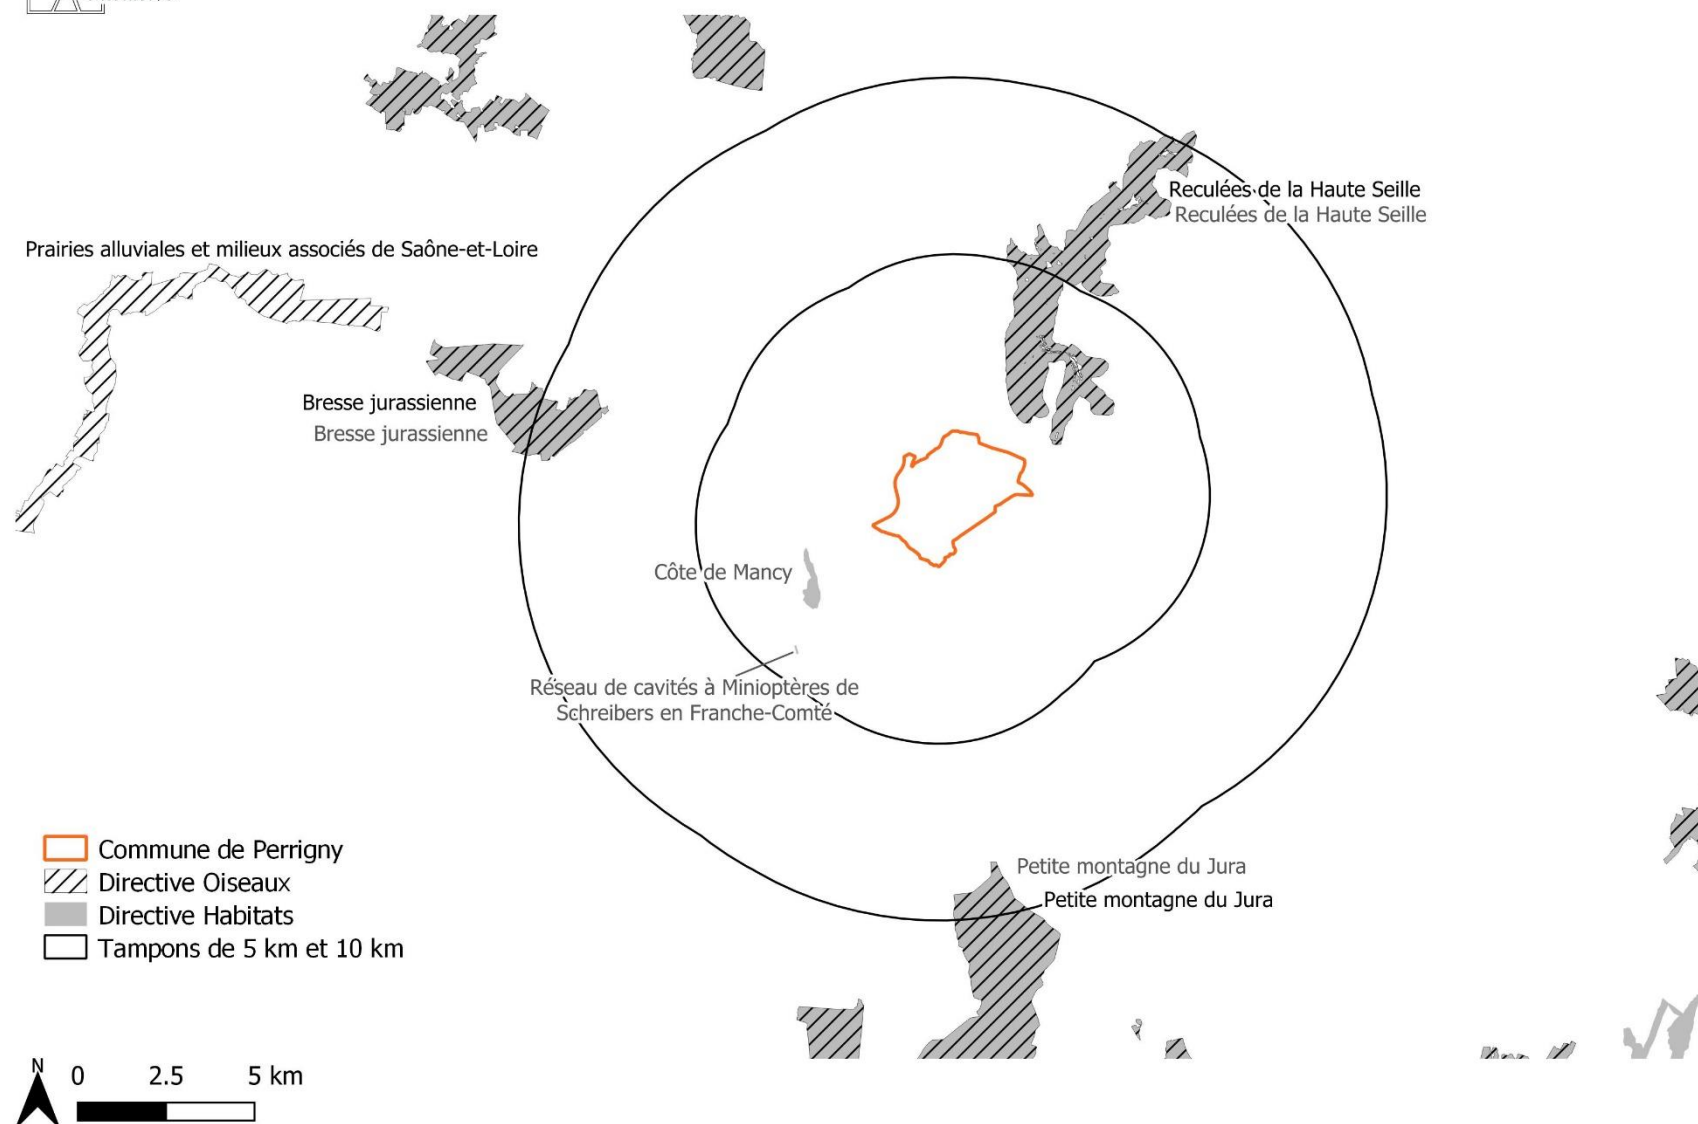 Reculées de la Haute Seille
Reculées de la Haute Seille
Prairies alluviales et milieux associés de Saône-et-Loire
Bresse jurassienne
Bresse jurassienne
Côte de Mancy
Réseau de cavités à Minioptères de
Schreibers en Franche-Comté
Petite montagne du Jura
Petite montagne du Jura
Commune de Perrigny
Directive Oiseaux
Directive Habitats
Tampons de 5 km et 10 km
N
0 2.5 5 km